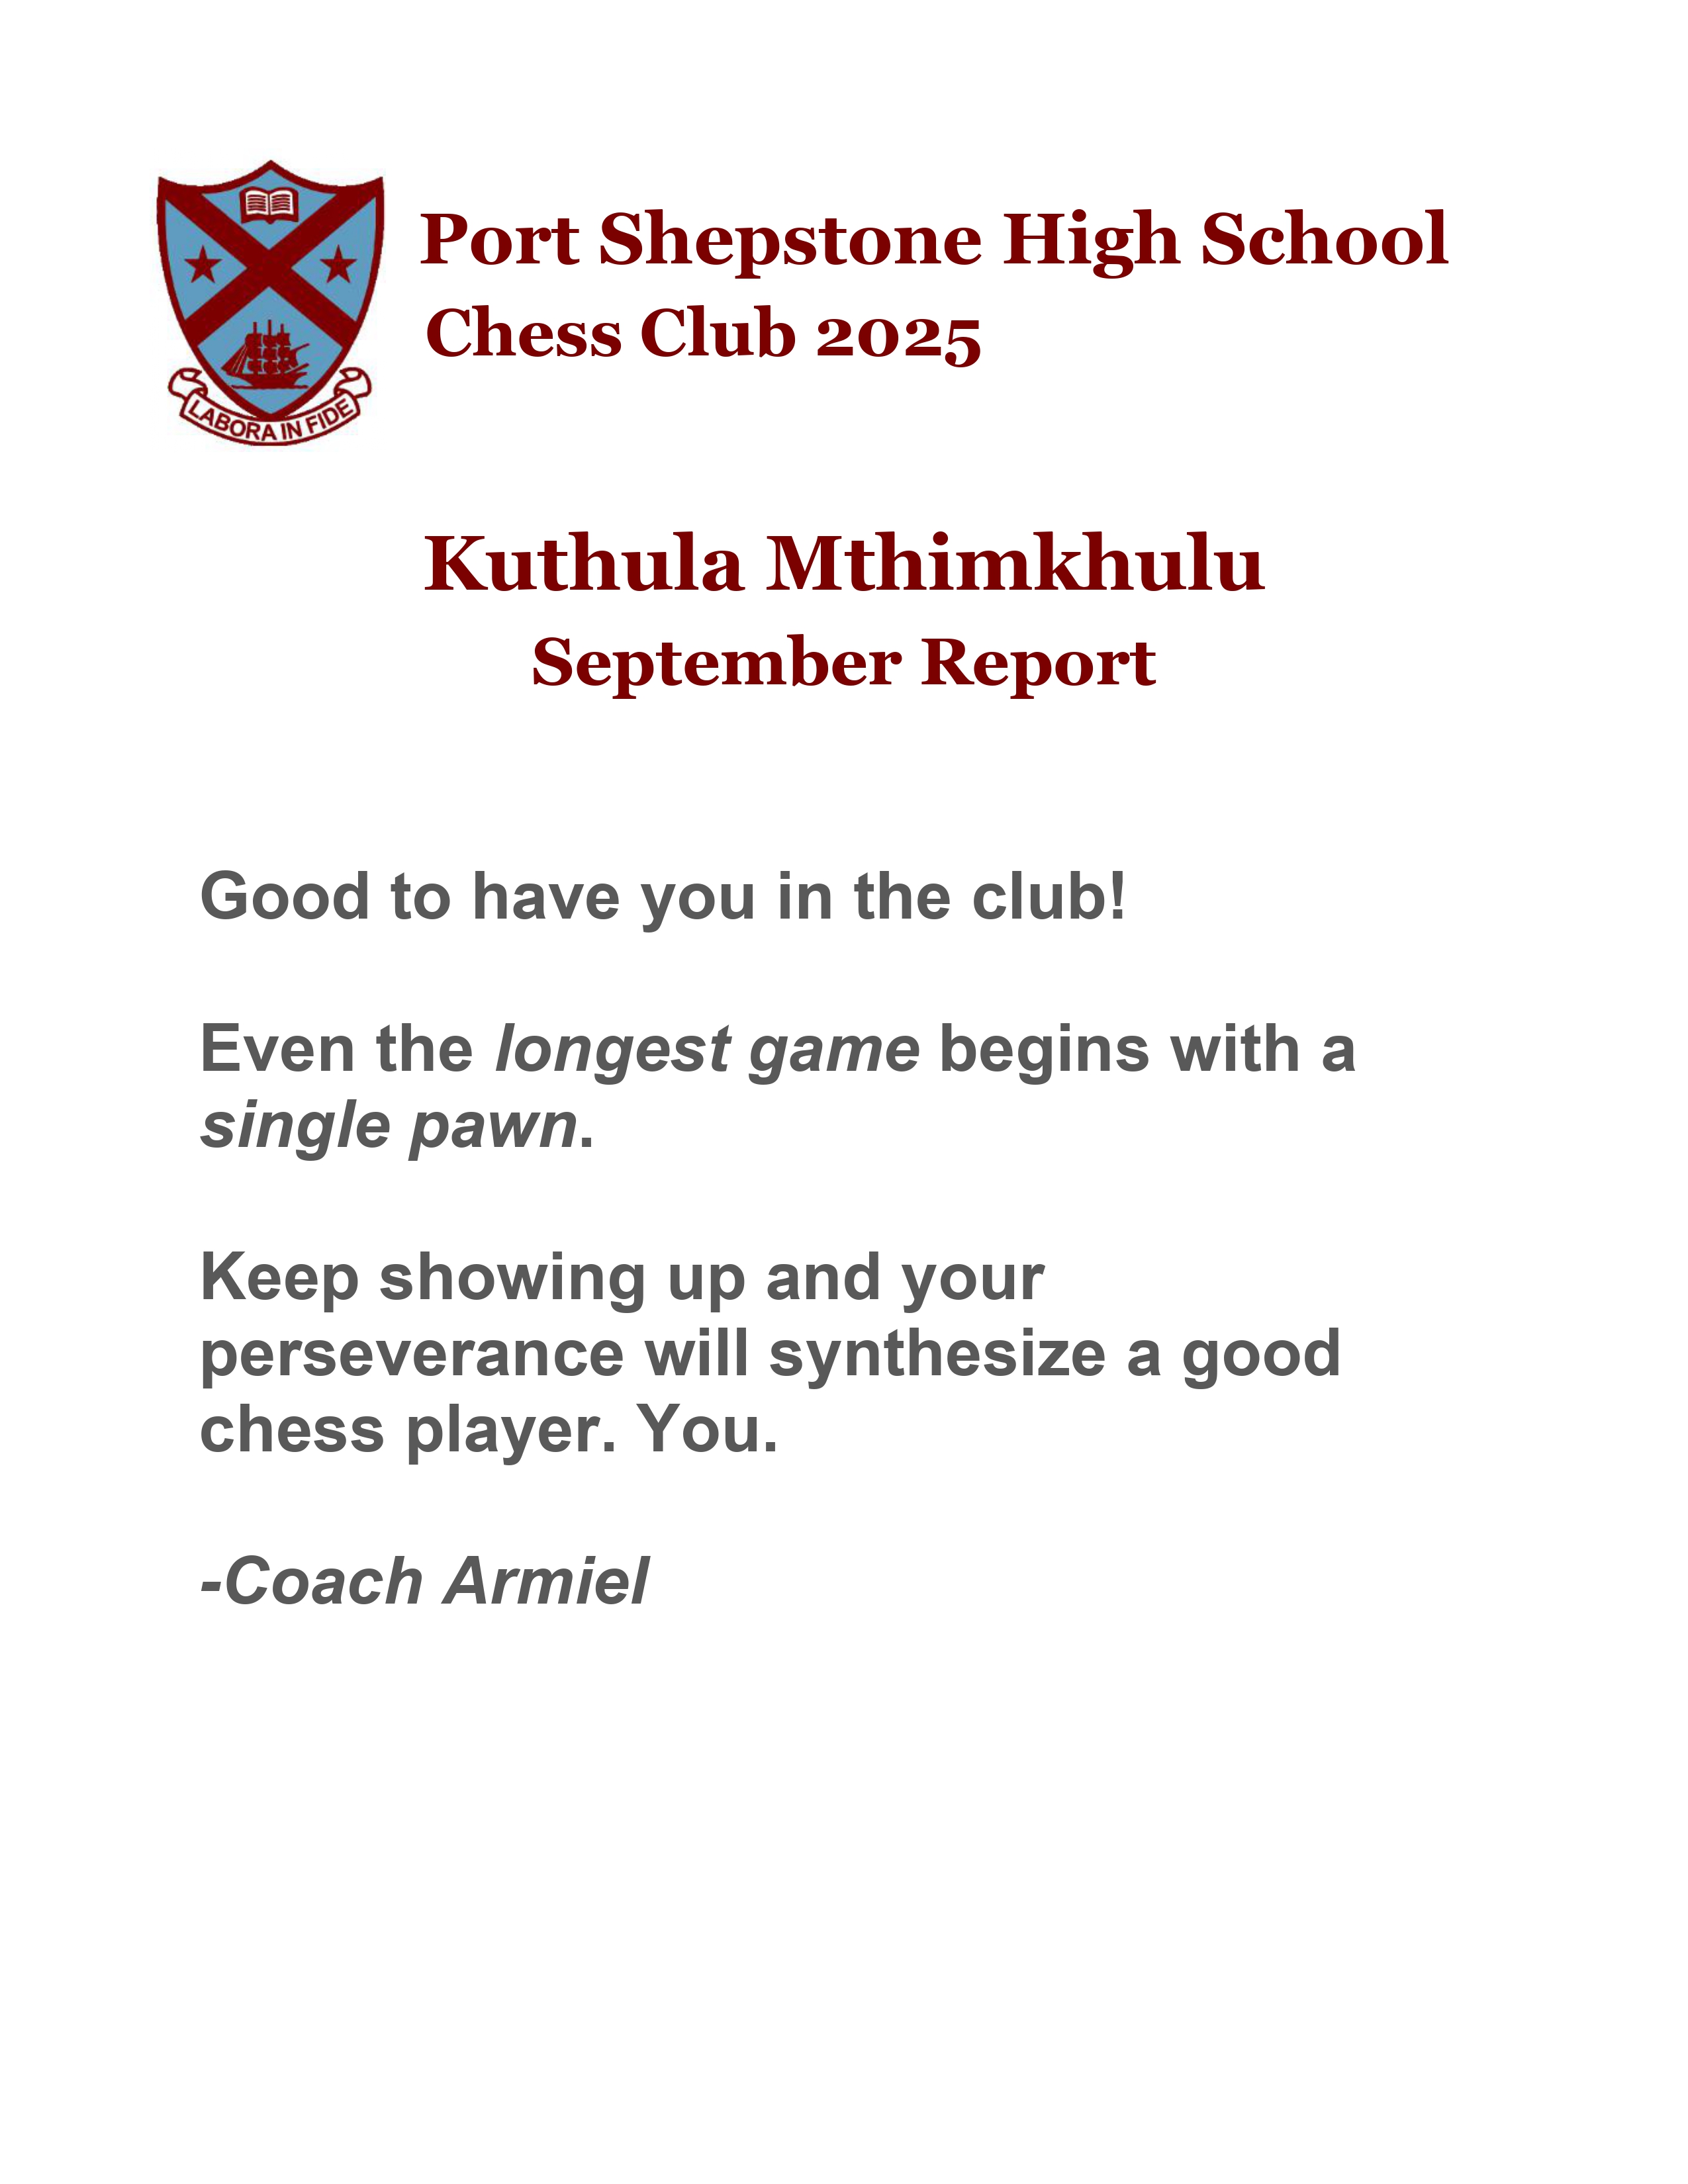 Port Shepstone High School
Chess Club 2025
LABORA IN FIDE
Kuthula Mthimkhulu
September Report
Good to have you in the club!
Even the longest game begins with a
single pawn.
Keep showing up and your
perseverance will synthesize a good
chess player. You.
-Coach Armiel